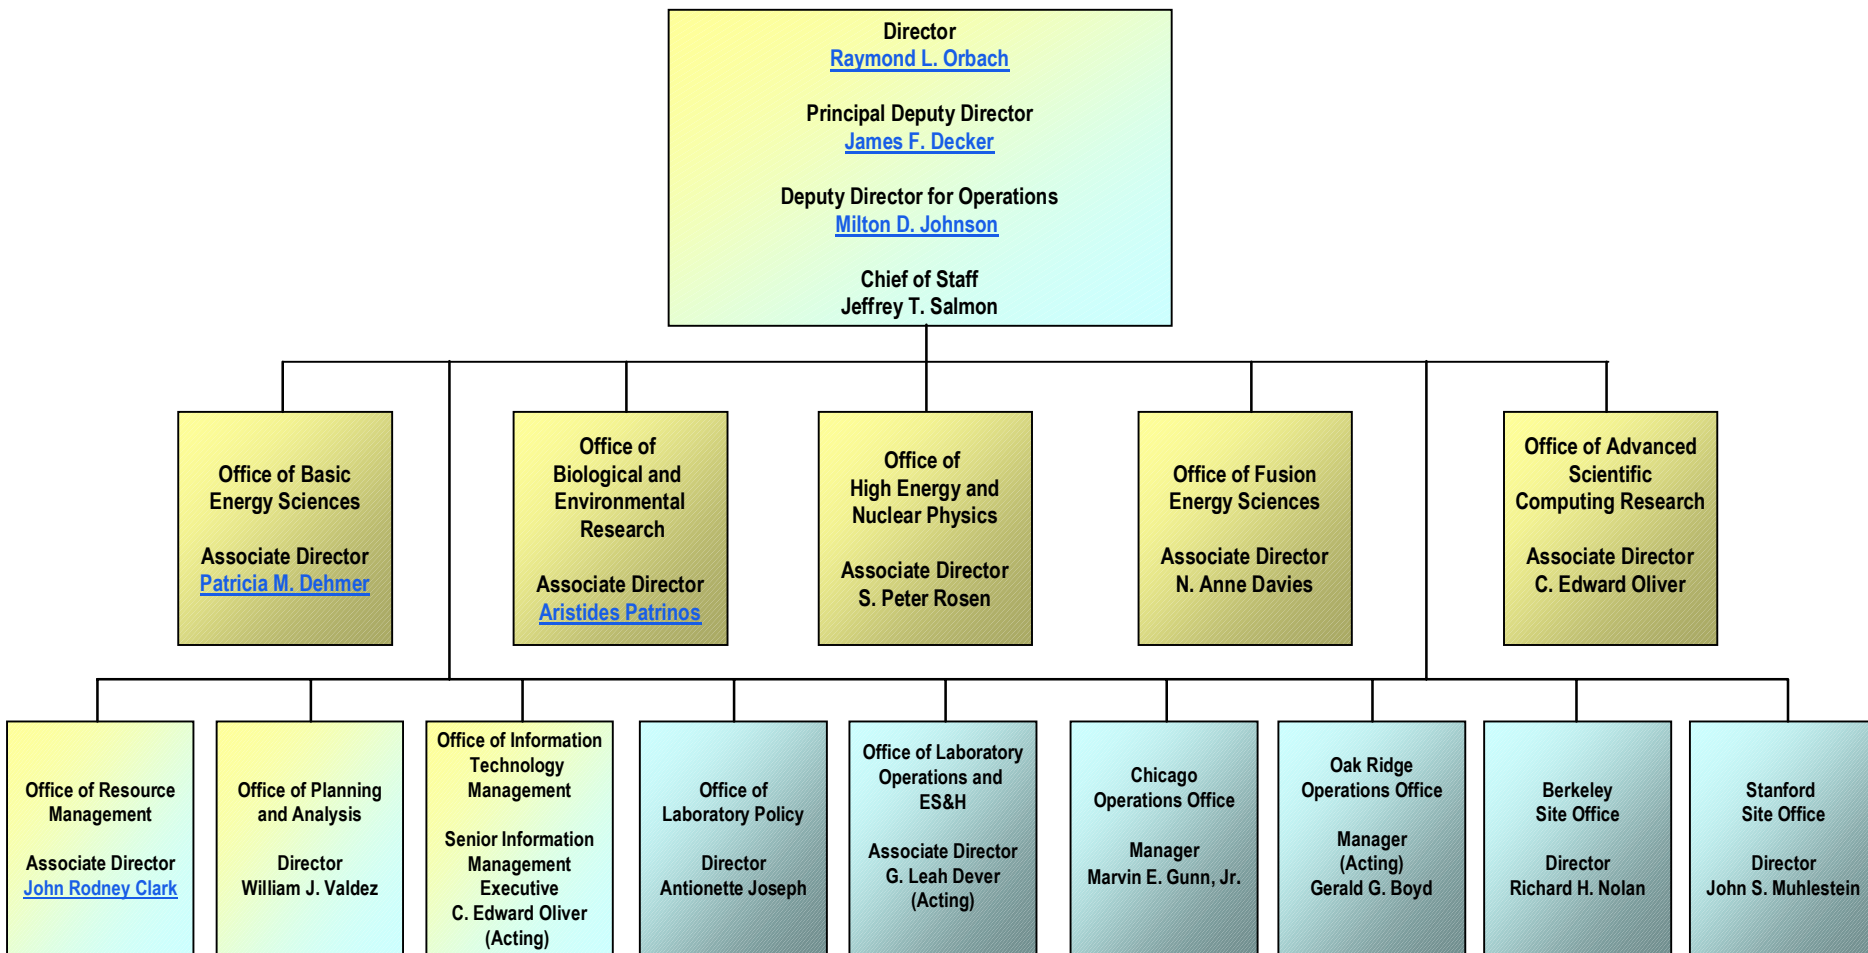 Director
Raymond L. Orbach
Principal Deputy Director
James F. Decker
Deputy Director for Operations
Milton D. Johnson
Chief of Staff
Jeffrey T. Salmon
Office of Basic
Energy Sciences
Associate Director
Patricia M. Dehmer
Office of
Biological and
Environmental
Research
Associate Director
Aristides Patrinos
Office of
High Energy and
Nuclear Physics
Associate Director
S. Peter Rosen
Office of Fusion
Energy Sciences
Associate Director
N. Anne Davies
Office of Advanced
Scientific
Computing Research
Associate Director
C. Edward Oliver
Office of Resource
Management
Associate Director
John Rodney Clark
Office of Planning
and Analysis
Director
William J. Valdez
Office of Information
Technology
Management
Senior Information
Management
Executive
C. Edward Oliver
(Acting)
Office of
Laboratory Policy
Director
Antionette Joseph
Office of Laboratory
Operations and
ES&H
Associate Director
G. Leah Dever
(Acting)
Chicago
Operations Office
Manager
Marvin E. Gunn, Jr.
Oak Ridge
Operations Office
Manager
(Acting)
Gerald G. Boyd
Berkeley
Site Office
Director
Richard H. Nolan
Stanford
Site Office
Director
John S. Muhlestein